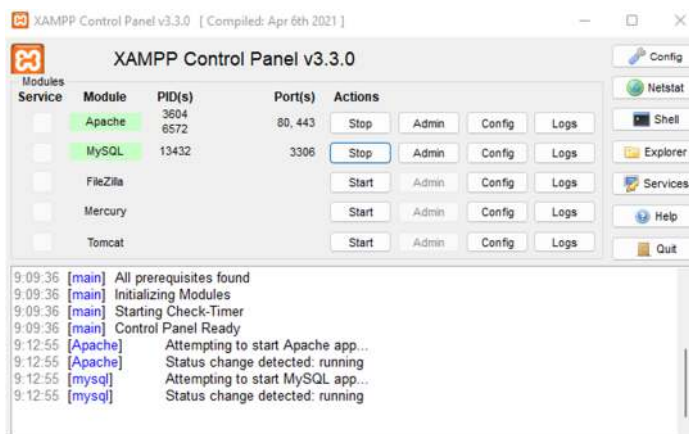 XAMPP Control Panel v3.3.0 [ Compiled: Apr 6th 2021 ]
XAMPP Control Panel v3.3.0
Config
Modules
Service Module PID(s) Port(s) Actions
Netstat
Apache 3604 6572 80, 443 Stop Admin Config Logs
Shell
MySQL 13432 3306 Stop Admin Config Logs
Explorer
FileZilla Start Admin Config Logs
Services
Mercury Start Admin Config Logs
Help
Tomcat Start Admin Config Logs
Quit
9:09:36 [main] All prerequisites found
9:09:36 [main] Initializing Modules
9:09:36 [main] Starting Check-Timer
9:09:36 [main] Control Panel Ready
9:12:55 [Apache] Attempting to start Apache app...
9:12:55 [Apache] Status change detected: running
9:12:55 [mysql] Attempting to start MySQL app...
9:12:55 [mysql] Status change detected: running